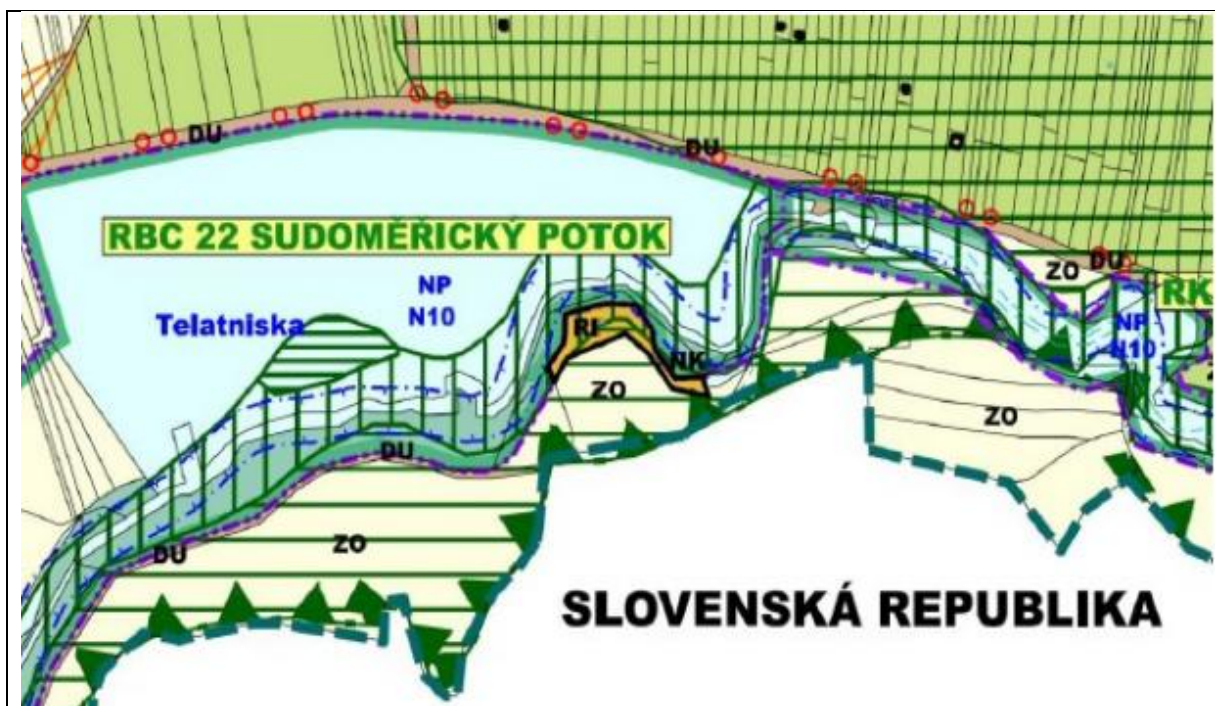 DU
DU
RBC 22 SUDOMĚŘICKÝ POTOK
ZO
DU
RK
NP
N10
Telatniska
NP
N10
RI
NK
ZO
ZO
DU
DU
ZO
SLOVENSKÁ REPUBLIKA